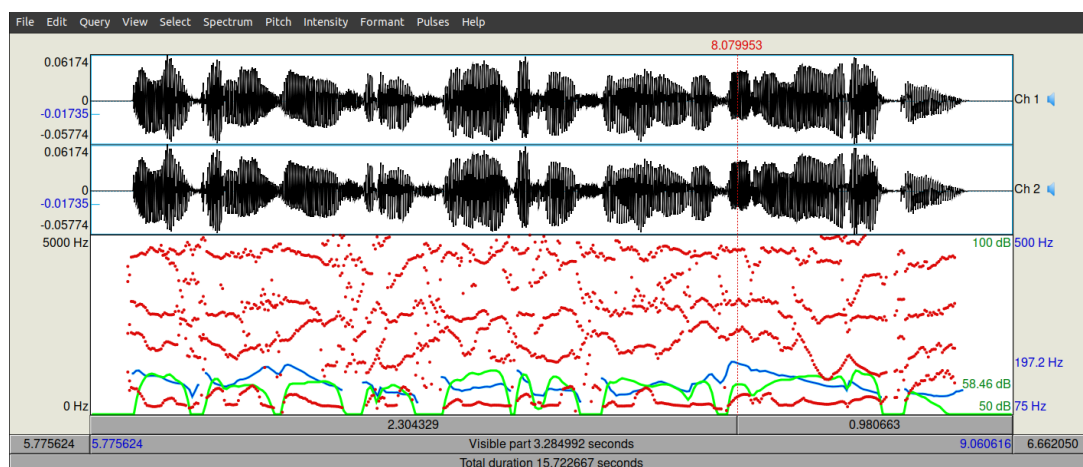 File Edit Query View Select Spectrum Pitch Intensity Formant Pulses Help
8.079953
0.06174
0
-0.01735
-0.05774
Ch 1
0.06174
0
-0.01735
-0.05774
Ch 2
5000 Hz
100 dB 500 Hz
197.2 Hz
58.46 dB
0 Hz
50 dB 75 Hz
2.304329 0.980663
5.775624 5.775624 Visible part 3.284992 seconds 9.060616 6.662050
Total duration 15.722667 seconds